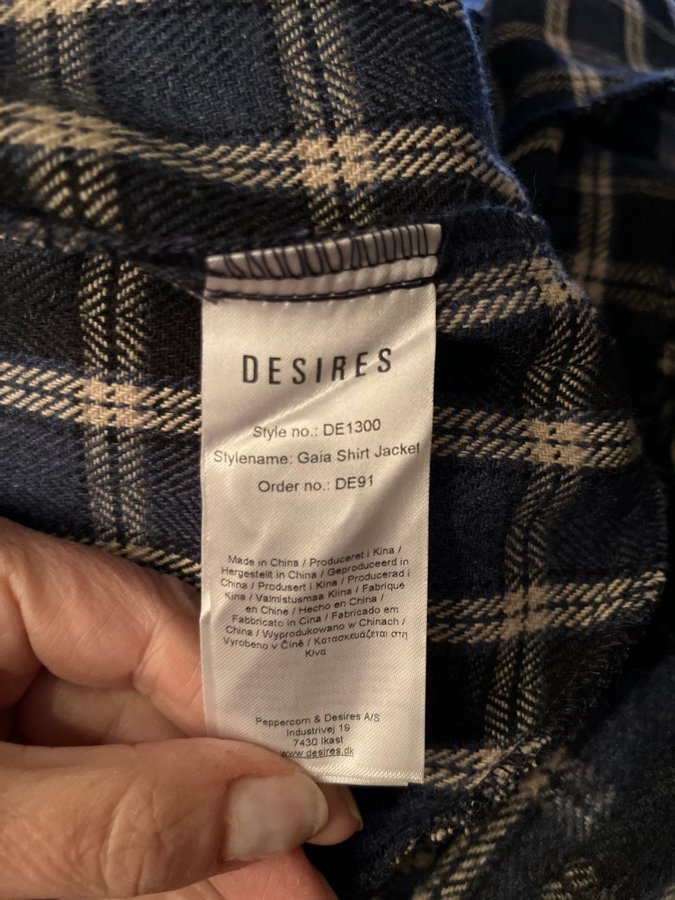 DESIRES
Style no.: DE1300
Stylename: Gaia Shirt Jacket
Order no.: DE91
Made in China / Produceret i Kina /
Hergestellt in China / Geproduceerd in
China / Produsert i Kina / Producerad i
Kina / Valmistusmaa Kiina / Fabriqué
en Chine / Hecho en China /
Fabbricato in Cina / Fabricado em
China / Wyprodukowano w Chinach /
Vyrobeno v Číně / Κατασκευάζεται στη
Κίνα
Peppercorn & Desires A/S
Industrivej 19
7430 Ikast
www.desires.dk